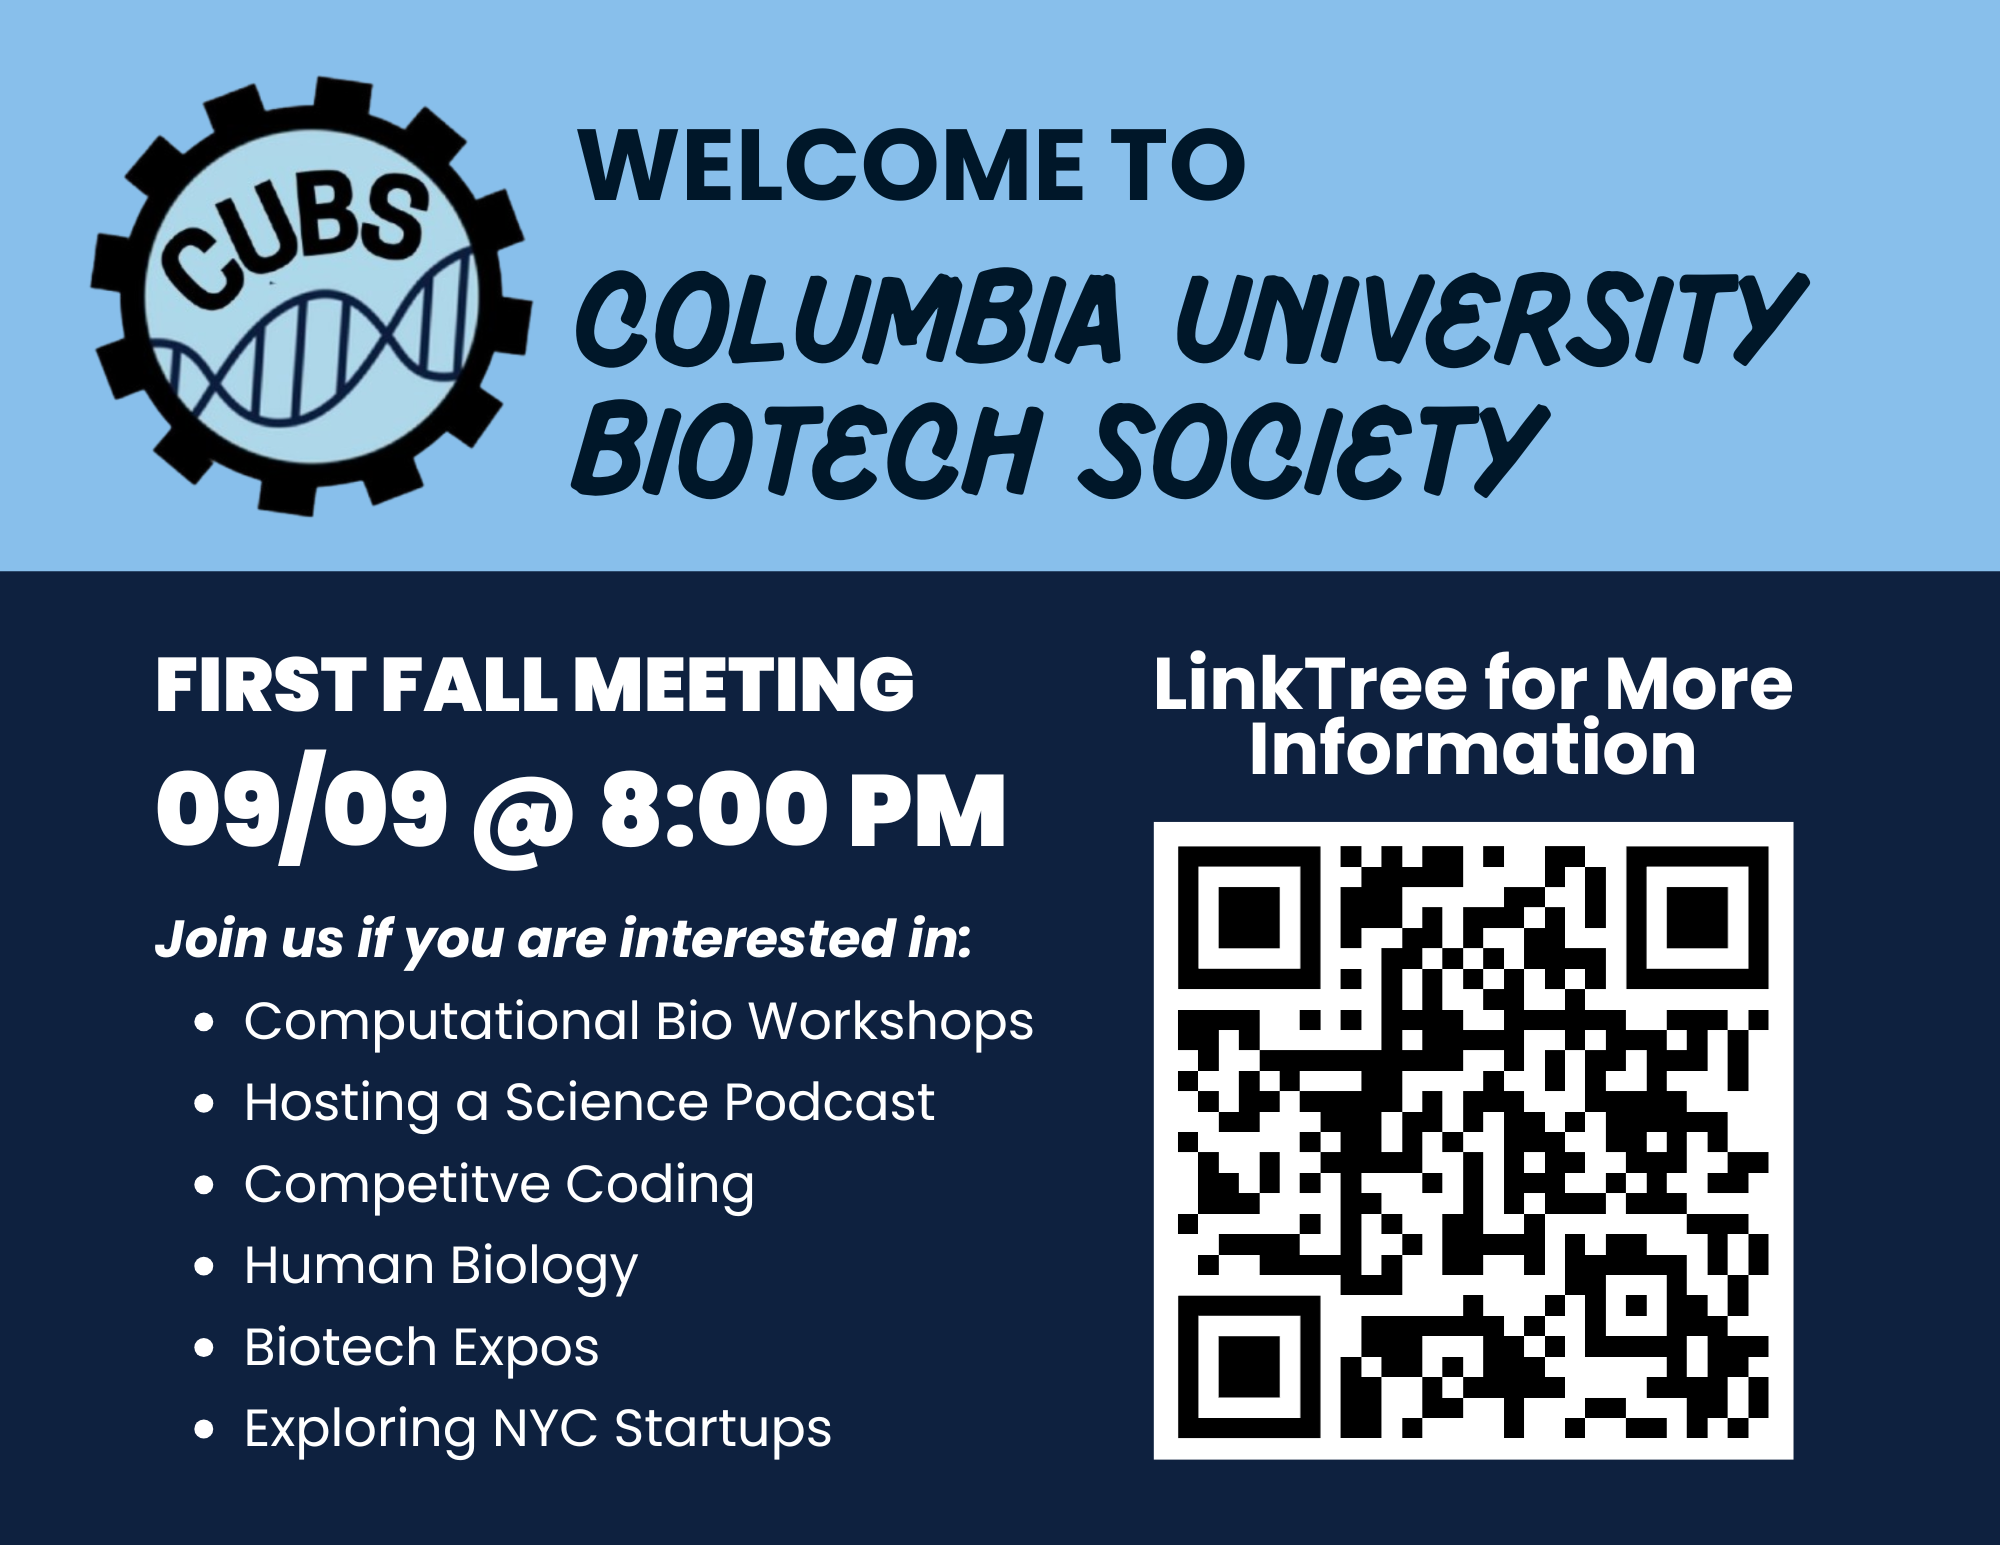 CUBS
WELCOME TO
COLUMBIA UNIVERSITY
BIOTECH SOCIETY
FIRST FALL MEETING
09/09 @ 8:00 PM
Join us if you are interested in:
• Computational Bio Workshops
• Hosting a Science Podcast
• Competitve Coding
• Human Biology
• Biotech Expos
• Exploring NYC Startups
LinkTree for More
Information